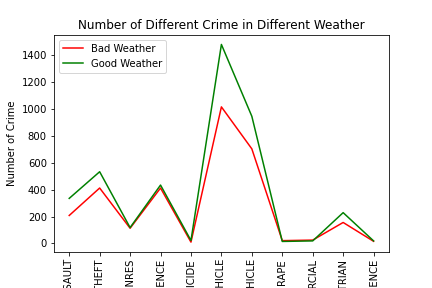 Number of Different Crime in Different Weather
Bad Weather
Good Weather
Number of Crime
1400
1200
1000
800
600
400
200
0
SAULT
THEFT
NRES
ENCE
ICIDE
HICLE
HICLE
RAPE
RCIAL
TRIAN
ENCE